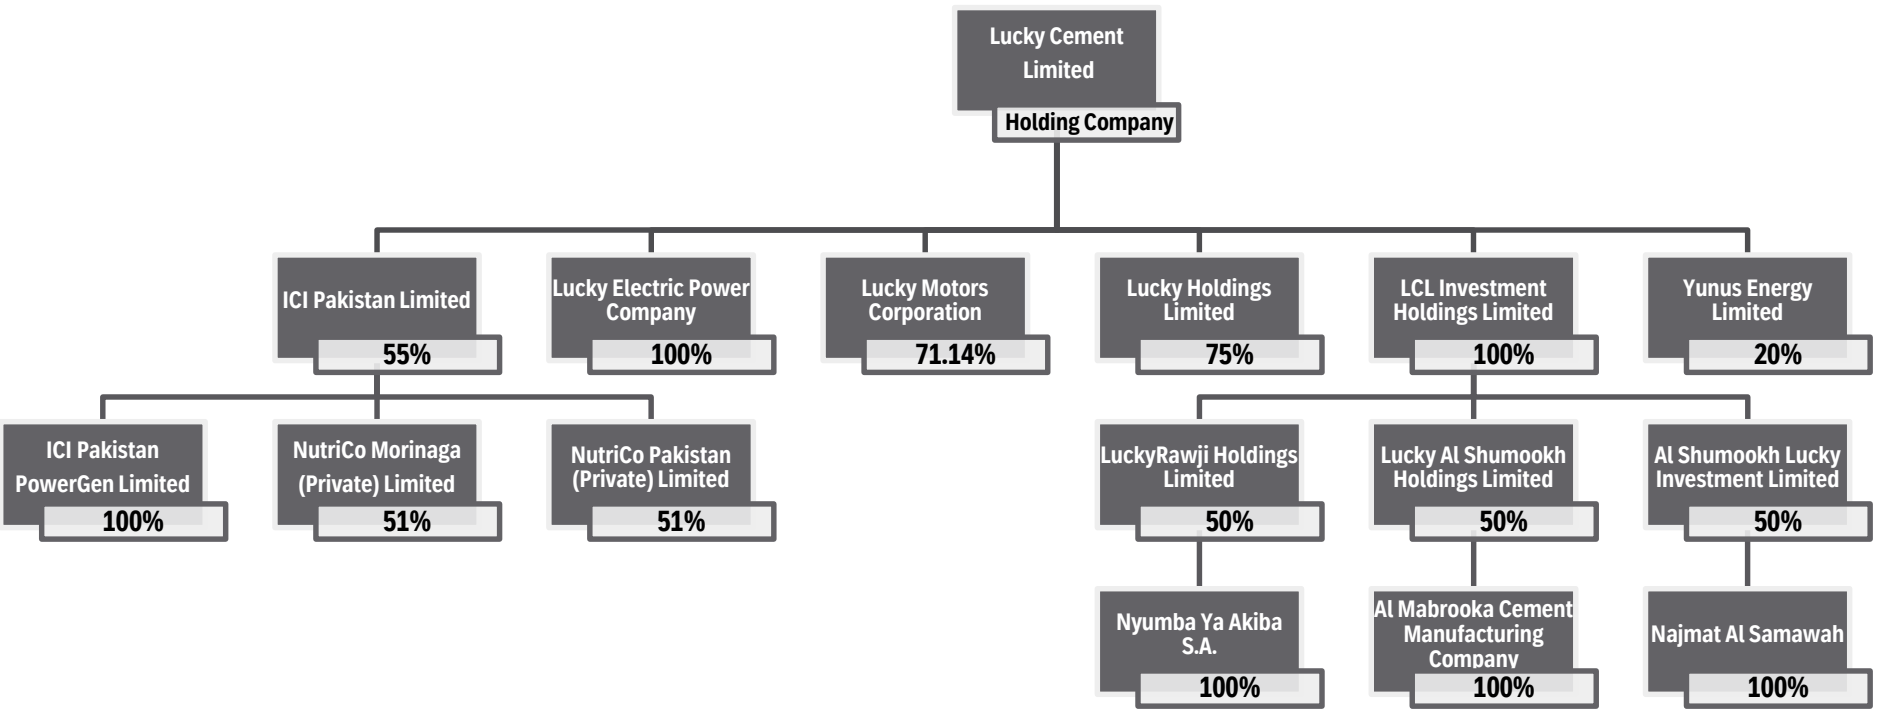 Lucky Cement
Limited
Holding Company
ICI Pakistan Limited
55%
Lucky Electric Power
Company
100%
Lucky Motors
Corporation
71.14%
Lucky Holdings
Limited
75%
LCL Investment
Holdings Limited
100%
Yunus Energy
Limited
20%
ICI Pakistan
PowerGen Limited
100%
NutriCo Morinaga
(Private) Limited
51%
NutriCo Pakistan
(Private) Limited
51%
LuckyRawji Holdings
Limited
50%
Lucky Al Shumookh
Holdings Limited
50%
Al Shumookh Lucky
Investment Limited
50%
Nyumba Ya Akiba
S.A.
100%
Al Mabrooka Cement
Manufacturing
Company
100%
Najmat Al Samawah
100%